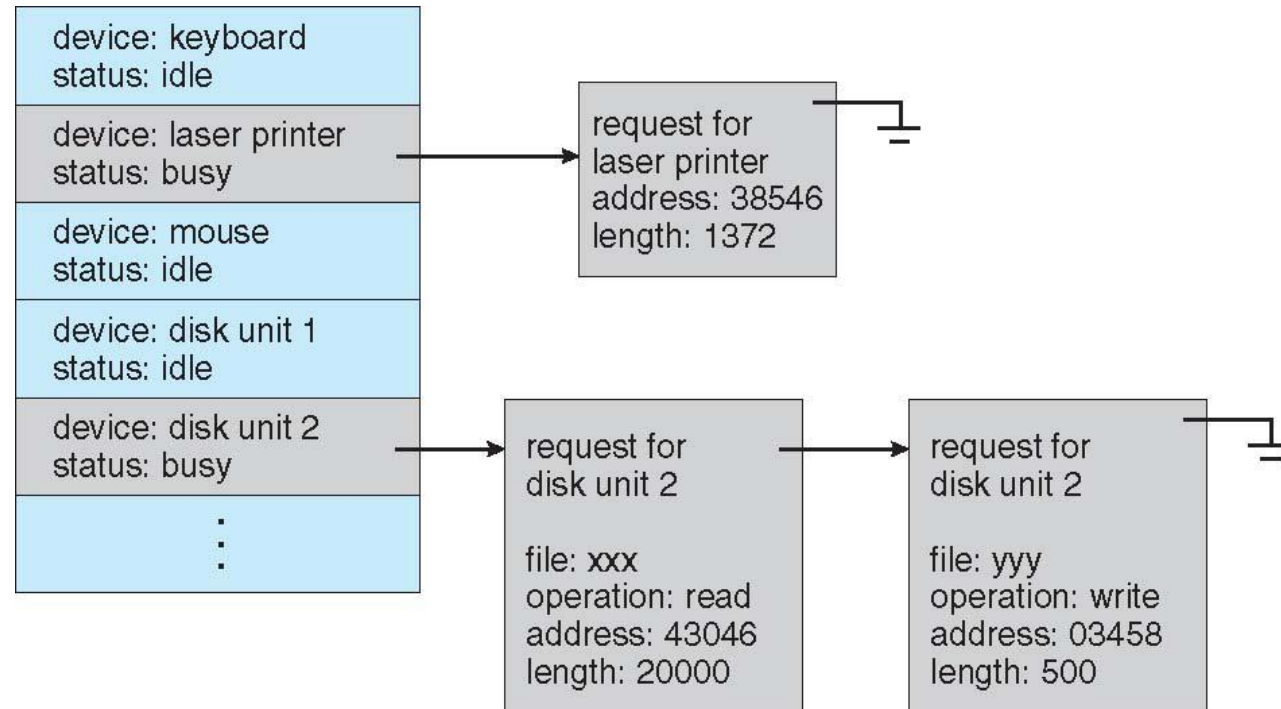 device: keyboard
status: idle
device: laser printer
status: busy
device: mouse
status: idle
device: disk unit 1
status: idle
device: disk unit 2
status: busy
request for
laser printer
address: 38546
length: 1372
request for
disk unit 2
file: xxx
operation: read
address: 43046
length: 20000
request for
disk unit 2
file: yyy
operation: write
address: 03458
length: 500